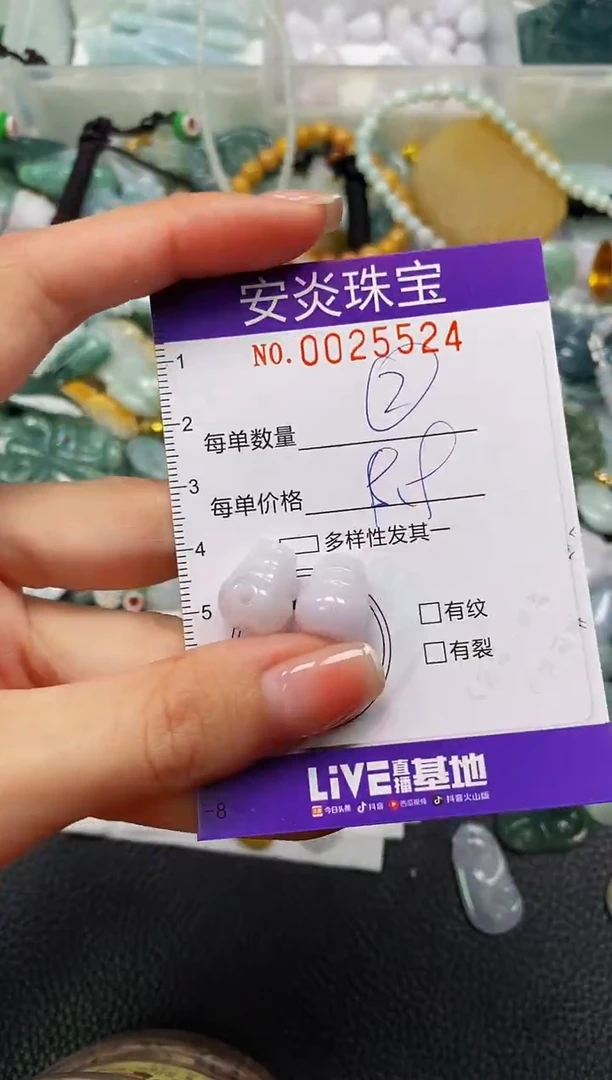 安炎珠宝
NO.0025524
1
2
每单数量 ②
3
每单价格
4
多样性发其一
5
有纹
有裂
LiVE直播基地
今日头条 抖音 西瓜视频 抖音火山版
8